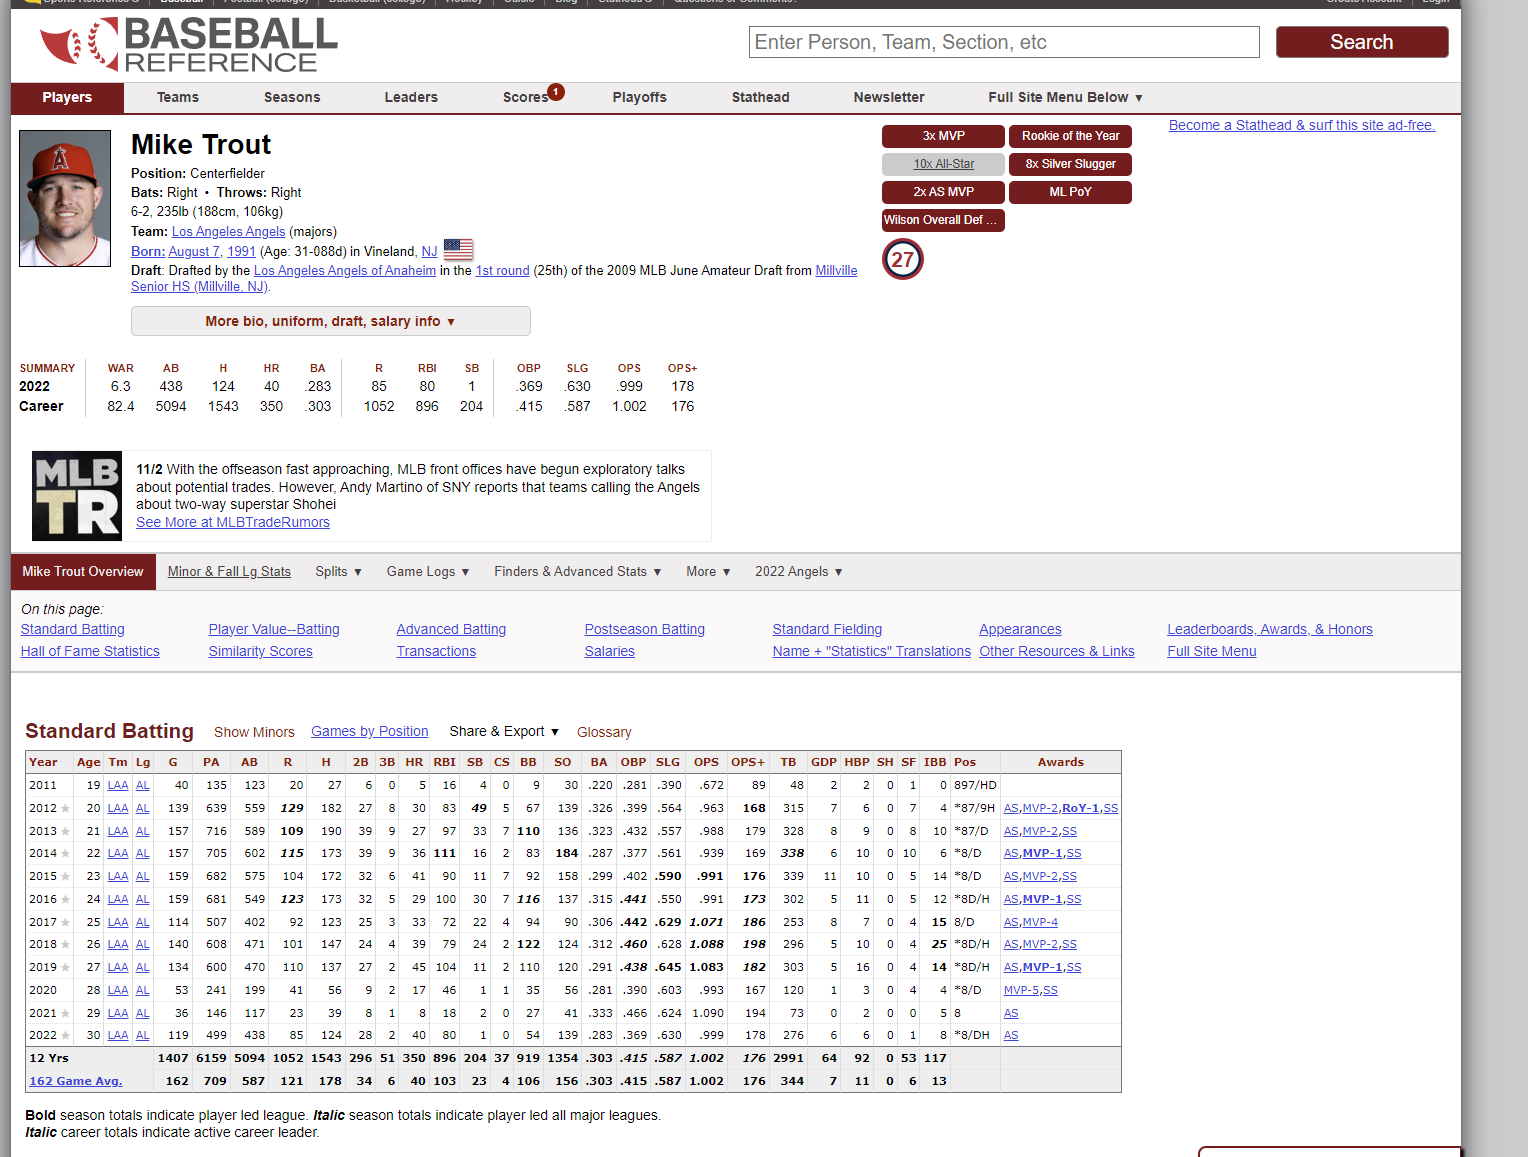 Sports Reference ® Baseball Football (college) Basketball (college) Hockey Soccer Blog Stathead ® Questions or Comments? Create Account Login
BASEBALL
REFERENCE
Enter Person, Team, Section, etc
Search
Players Teams Seasons Leaders Scores 1 Playoffs Stathead Newsletter Full Site Menu Below ▼
Become a Stathead & surf this site ad-free.
Mike Trout
Position: Centerfielder
Bats: Right • Throws: Right
6-2, 235lb (188cm, 106kg)
Team: Los Angeles Angels (majors)
Born: August 7, 1991 (Age: 31-088d) in Vineland, NJ
Draft: Drafted by the Los Angeles Angels of Anaheim in the 1st round (25th) of the 2009 MLB June Amateur Draft from Millville
Senior HS (Millville, NJ).
More bio, uniform, draft, salary info ▼
3x MVP Rookie of the Year
10x All-Star 8x Silver Slugger
2x AS MVP ML PoY
Wilson Overall Def ...
27
SUMMARY WAR AB H HR BA R RBI SB OBP SLG OPS OPS+
2022 6.3 438 124 40 .283 85 80 1 .369 .630 .999 178
Career 82.4 5094 1543 350 .303 1052 896 204 .415 .587 1.002 176
MLB
TR
11/2 With the offseason fast approaching, MLB front offices have begun exploratory talks
about potential trades. However, Andy Martino of SNY reports that teams calling the Angels
about two-way superstar Shohei
See More at MLBTradeRumors
Mike Trout Overview Minor & Fall Lg Stats Splits ▼ Game Logs ▼ Finders & Advanced Stats ▼ More ▼ 2022 Angels ▼
On this page:
Standard Batting Player Value--Batting Advanced Batting Postseason Batting Standard Fielding Appearances Leaderboards, Awards, & Honors
Hall of Fame Statistics Similarity Scores Transactions Salaries Name + "Statistics" Translations Other Resources & Links Full Site Menu
Standard Batting Show Minors Games by Position Share & Export ▼ Glossary
Year Age Tm Lg G PA AB R H 2B 3B HR RBI SB CS BB SO BA OBP SLG OPS OPS+ TB GDP HBP SH SF IBB Pos Awards
2011 19 LAA AL 40 135 123 20 27 6 0 5 16 4 0 9 30 .220 .281 .390 .672 89 48 2 2 0 1 0 897/HD
2012 ★ 20 LAA AL 139 639 559 129 182 27 8 30 83 49 5 67 139 .326 .399 .564 .963 168 315 7 6 0 7 4 *87/9H AS,MVP-2,RoY-1,SS
2013 ★ 21 LAA AL 157 716 589 109 190 39 9 27 97 33 7 110 136 .323 .432 .557 .988 179 328 8 9 0 8 10 *87/D AS,MVP-2,SS
2014 ★ 22 LAA AL 157 705 602 115 173 39 9 36 111 16 2 83 184 .287 .377 .561 .939 169 338 6 10 0 10 6 *8/D AS,MVP-1,SS
2015 ★ 23 LAA AL 159 682 575 104 172 32 6 41 90 11 7 92 158 .299 .402 .590 .991 176 339 11 10 0 5 14 *8/D AS,MVP-2,SS
2016 ★ 24 LAA AL 159 681 549 123 173 32 5 29 100 30 7 116 137 .315 .441 .550 .991 173 302 5 11 0 5 12 *8D/H AS,MVP-1,SS
2017 ★ 25 LAA AL 114 507 402 92 123 25 3 33 72 22 4 94 90 .306 .442 .629 1.071 186 253 8 7 0 4 15 8/D AS,MVP-4
2018 ★ 26 LAA AL 140 608 471 101 147 24 4 39 79 24 2 122 124 .312 .460 .628 1.088 198 296 5 10 0 4 25 *8D/H AS,MVP-2,SS
2019 ★ 27 LAA AL 134 600 470 110 137 27 2 45 104 11 2 110 120 .291 .438 .645 1.083 182 303 5 16 0 4 14 *8D/H AS,MVP-1,SS
2020 28 LAA AL 53 241 199 41 56 9 2 17 46 1 1 35 56 .281 .390 .603 .993 167 120 1 3 0 4 4 *8/D MVP-5,SS
2021 ★ 29 LAA AL 36 146 117 23 39 8 1 8 18 2 0 27 41 .333 .466 .624 1.090 194 73 0 2 0 0 5 8 AS
2022 ★ 30 LAA AL 119 499 438 85 124 28 2 40 80 1 0 54 139 .283 .369 .630 .999 178 276 6 6 0 1 8 *8/DH AS
12 Yrs 1407 6159 5094 1052 1543 296 51 350 896 204 37 919 1354 .303 .415 .587 1.002 176 2991 64 92 0 53 117
162 Game Avg. 162 709 587 121 178 34 6 40 103 23 4 106 156 .303 .415 .587 1.002 176 344 7 11 0 6 13
Bold season totals indicate player led league. Italic season totals indicate player led all major leagues.
Italic career totals indicate active career leader.